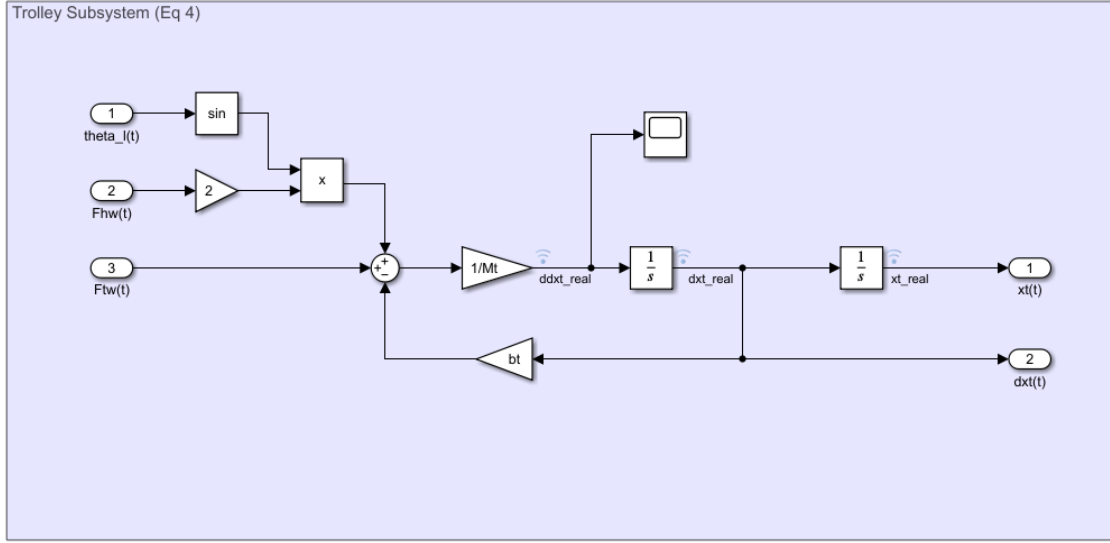 Trolley Subsystem (Eq 4)
1
theta_l(t)
sin
2
Fhw(t)
2
x
3
Ftw(t)
+
+
−
1/Mt
ddxt_real
1
s
dxt_real
1
s
xt_real
1
xt(t)
bt
2
dxt(t)